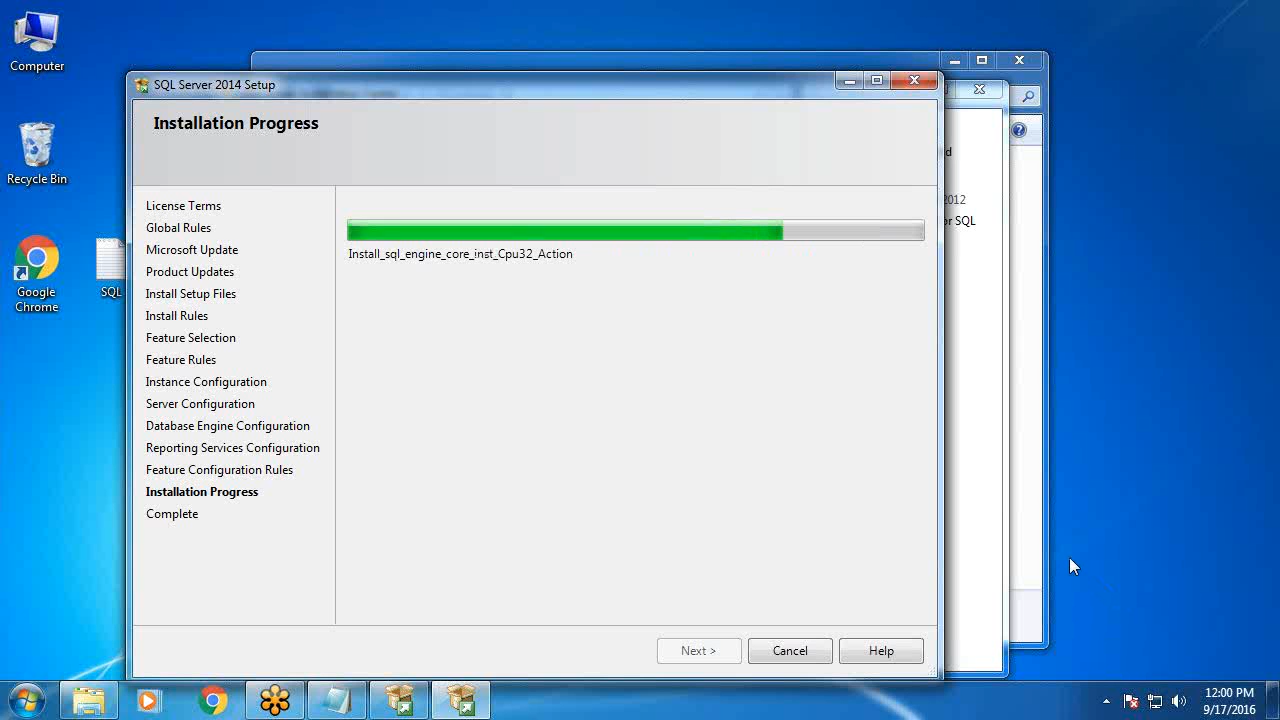 Computer
Recycle Bin
Google
Chrome
SQL
SQL Server 2014 Setup
Installation Progress
License Terms
Global Rules
Microsoft Update
Product Updates
Install Setup Files
Install Rules
Feature Selection
Feature Rules
Instance Configuration
Server Configuration
Database Engine Configuration
Reporting Services Configuration
Feature Configuration Rules
Installation Progress
Complete
Install_sql_engine_core_inst_Cpu32_Action
Next >
Cancel
Help
d
2012
or SQL
12:00 PM
9/17/2016